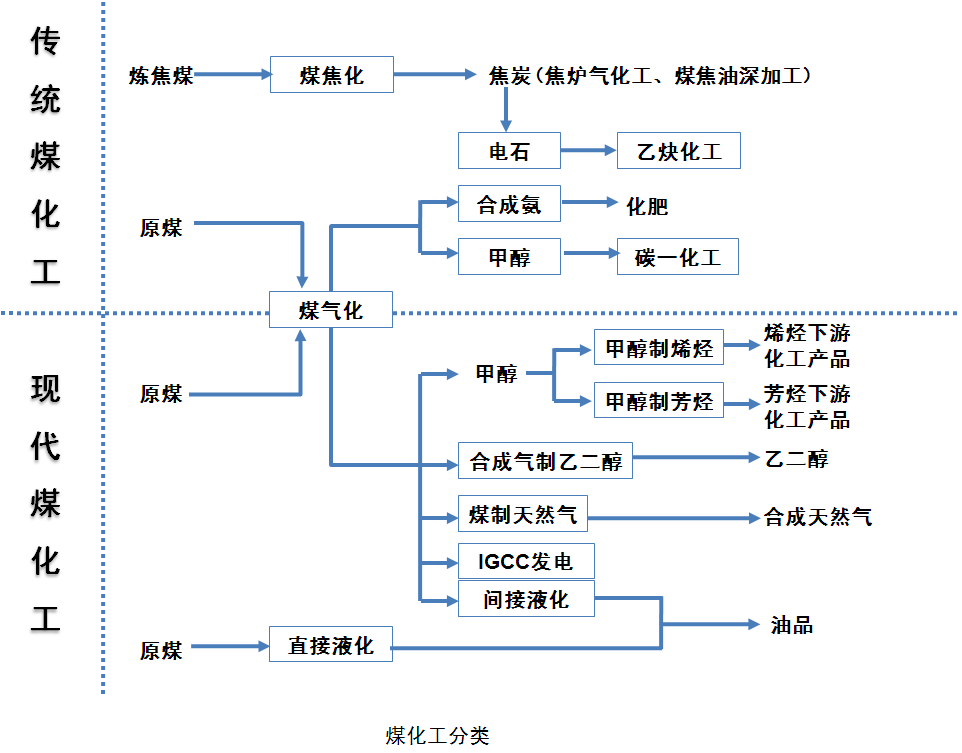 传统煤化工
炼焦煤
煤焦化
焦炭（焦炉气化工、煤焦油深加工）
电石
乙炔化工
原煤
合成氨
化肥
甲醇
碳一化工
煤气化
现代煤化工
原煤
甲醇
甲醇制烯烃
烯烃下游
化工产品
甲醇制芳烃
芳烃下游
化工产品
合成气制乙二醇
乙二醇
煤制天然气
合成天然气
IGCC发电
间接液化
油品
原煤
直接液化
煤化工分类